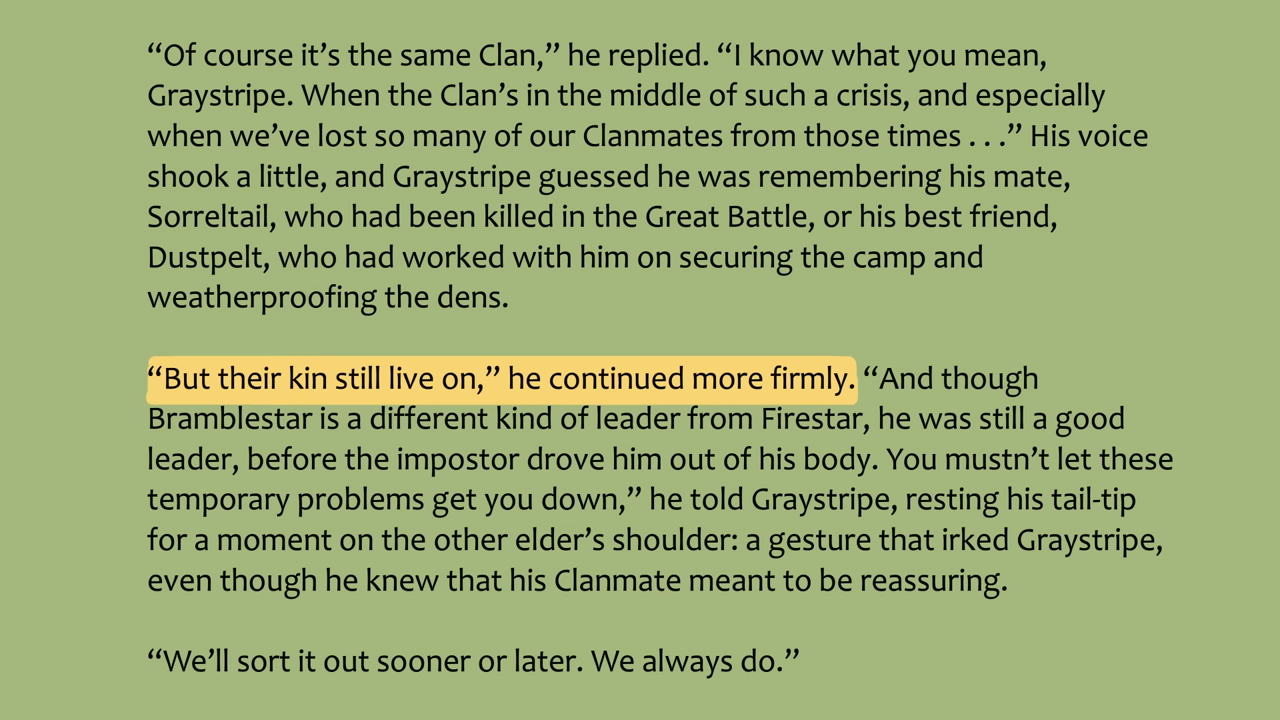 “Of course it’s the same Clan,” he replied. “I know what you mean,
Graystripe. When the Clan’s in the middle of such a crisis, and especially
when we’ve lost so many of our Clanmates from those times . . .” His voice
shook a little, and Graystripe guessed he was remembering his mate,
Sorreltail, who had been killed in the Great Battle, or his best friend,
Dustpelt, who had worked with him on securing the camp and
weatherproofing the dens.
“But their kin still live on,” he continued more firmly. “And though
Bramblestar is a different kind of leader from Firestar, he was still a good
leader, before the impostor drove him out of his body. You mustn’t let these
temporary problems get you down,” he told Graystripe, resting his tail-tip
for a moment on the other elder’s shoulder: a gesture that irked Graystripe,
even though he knew that his Clanmate meant to be reassuring.
“We’ll sort it out sooner or later. We always do.”